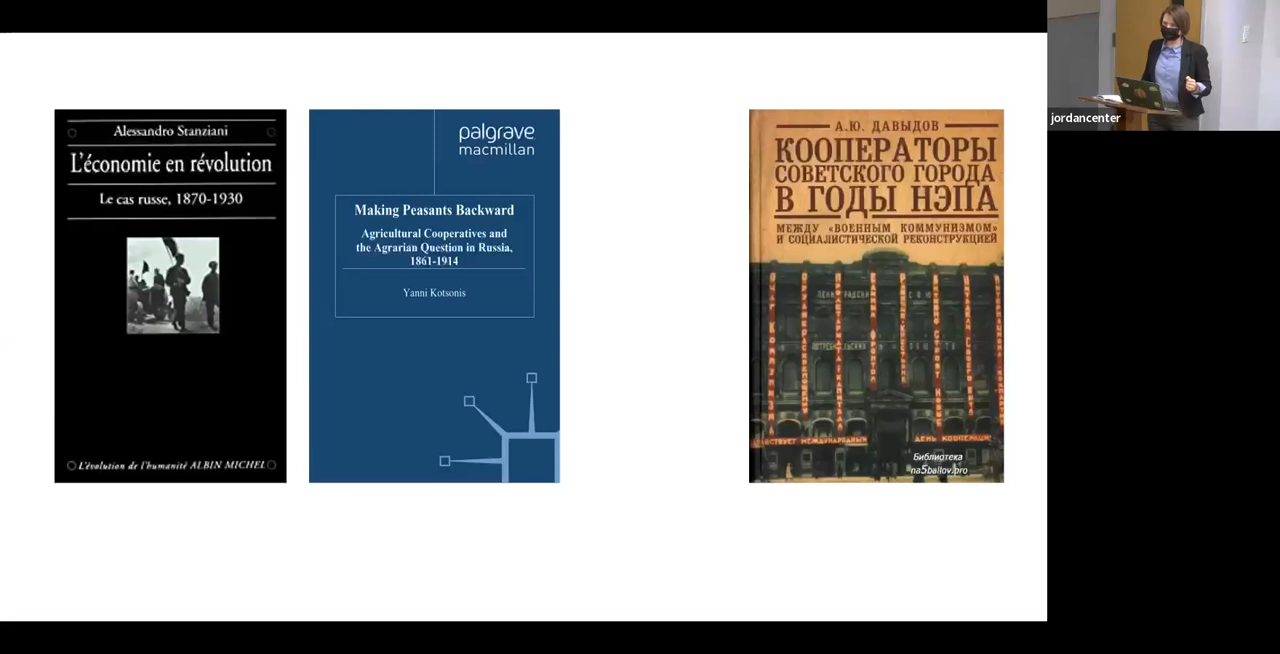 Alessandro Stanziani
L'économie en révolution
Le cas russe, 1870-1930
L'évolution de l'humanité ALBIN MICHEL
palgrave
macmillan
Making Peasants Backward
Agricultural Cooperatives and
the Agrarian Question in Russia,
1861-1914
Yanni Kotsonis
А.Ю. ДАВЫДОВ
КООПЕРАТОРЫ
СОВЕТСКОГО ГОРОДА
В ГОДЫ НЭПА
МЕЖДУ «ВОЕННЫМ КОММУНИЗМОМ»
И СОЦИАЛИСТИЧЕСКОЙ РЕКОНСТРУКЦИЕЙ
МЕЖДУНАРОДНЫЙ
ДЕНЬ
Библиотека
na5ballov.pro
jordancenter